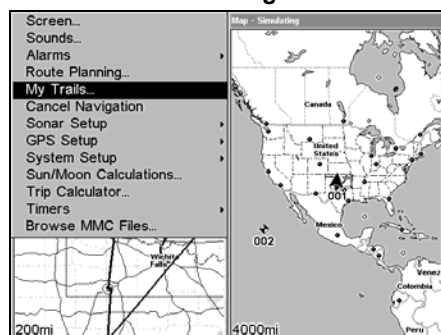 Screen...
Sounds...
Alarms
Route Planning...
My Trails...
Cancel Navigation
Sonar Setup
GPS Setup
System Setup
Sun/Moon Calculations...
Trip Calculator...
Timers
Browse MMC Files...
Wichita
Falls
200mi
Map - Simulating
Canada
United
States
001
002
Mexico
Venez
Colombia
Peru
4000mi